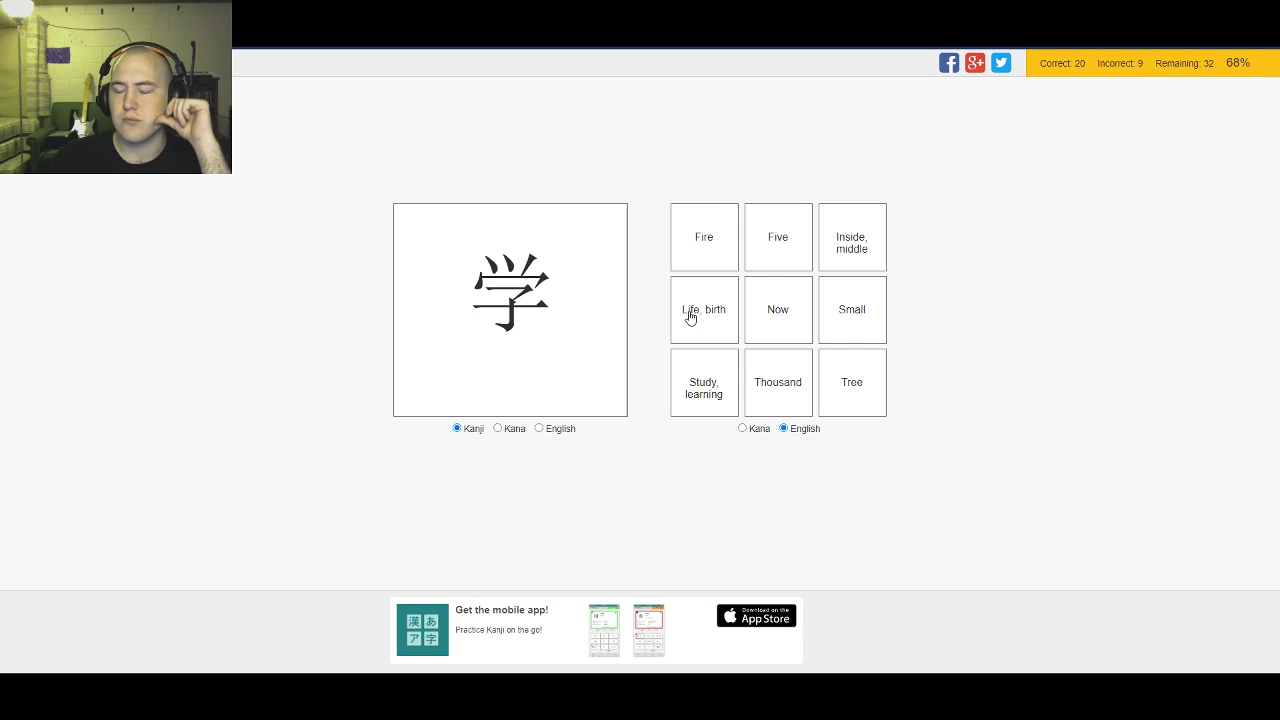 Correct: 20 Incorrect: 9 Remaining: 32 68%
学
Fire
Five
Inside,
middle
Life, birth
Now
Small
Study,
learning
Thousand
Tree
Kanji Kana English
Kana English
漢あ
ア字
Get the mobile app!
Practice Kanji on the go!
Download on the
App Store